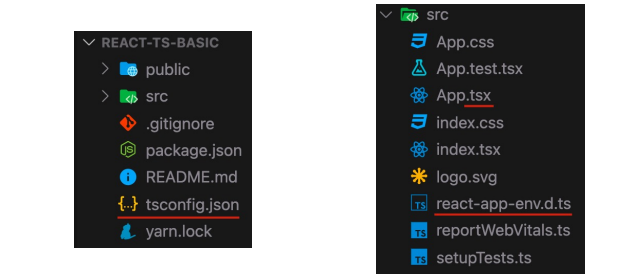 REACT-TS-BASIC
public
src
.gitignore
package.json
README.md
tsconfig.json
yarn.lock
src
App.css
App.test.tsx
App.tsx
index.css
index.tsx
logo.svg
react-app-env.d.ts
reportWebVitals.ts
setupTests.ts